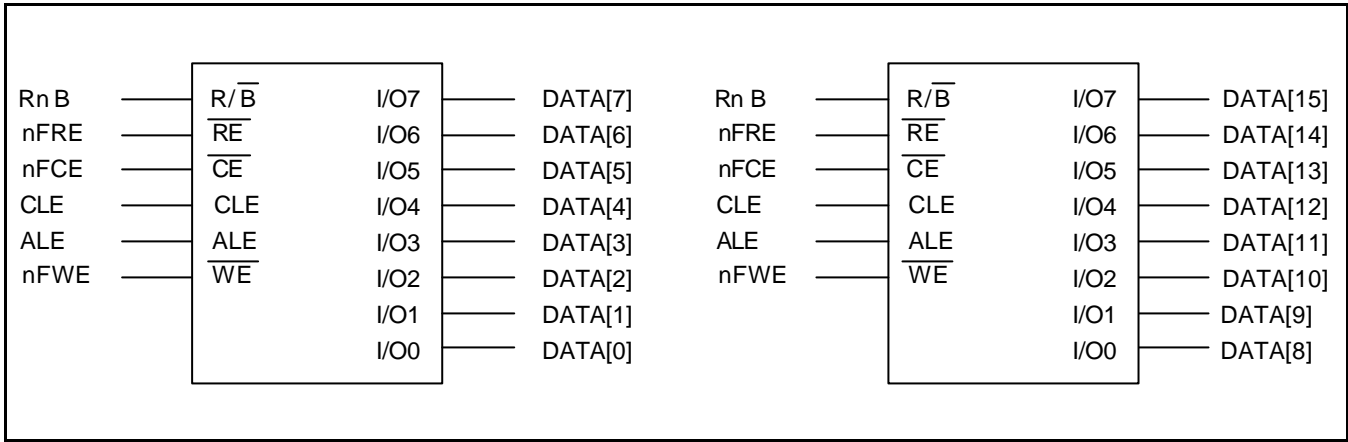 Rn B R/B I/O7 DATA[7]
nFRE RE I/O6 DATA[6]
nFCE CE I/O5 DATA[5]
CLE CLE I/O4 DATA[4]
ALE ALE I/O3 DATA[3]
nFWE WE I/O2 DATA[2]
I/O1 DATA[1]
I/O0 DATA[0]
Rn B R/B I/O7 DATA[15]
nFRE RE I/O6 DATA[14]
nFCE CE I/O5 DATA[13]
CLE CLE I/O4 DATA[12]
ALE ALE I/O3 DATA[11]
nFWE WE I/O2 DATA[10]
I/O1 DATA[9]
I/O0 DATA[8]